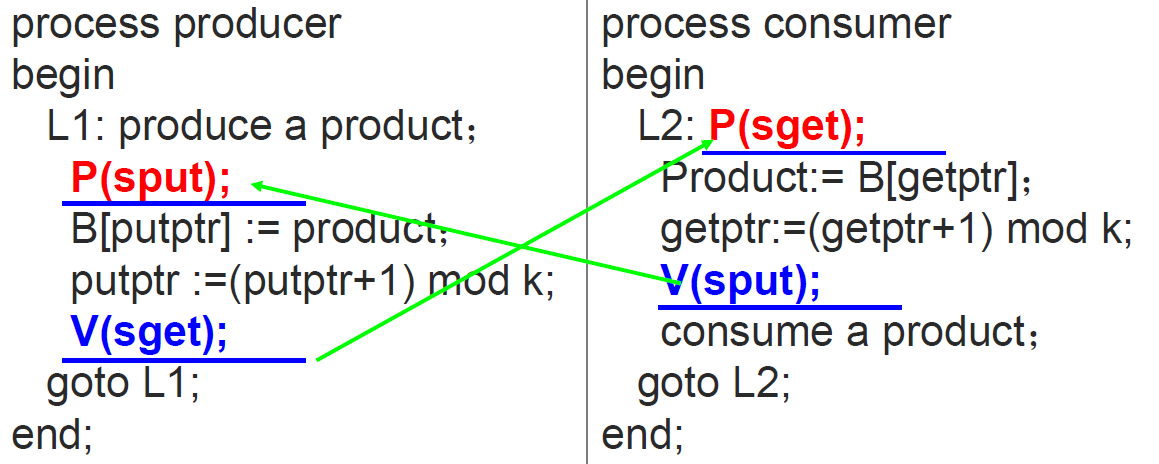 process producer
begin
L1: produce a product；
P(sput);
B[putptr] := product；
putptr :=(putptr+1) mod k;
V(sget);
goto L1;
end;
process consumer
begin
L2: P(sget);
Product:= B[getptr]；
getptr:=(getptr+1) mod k;
V(sput);
consume a product；
goto L2;
end;